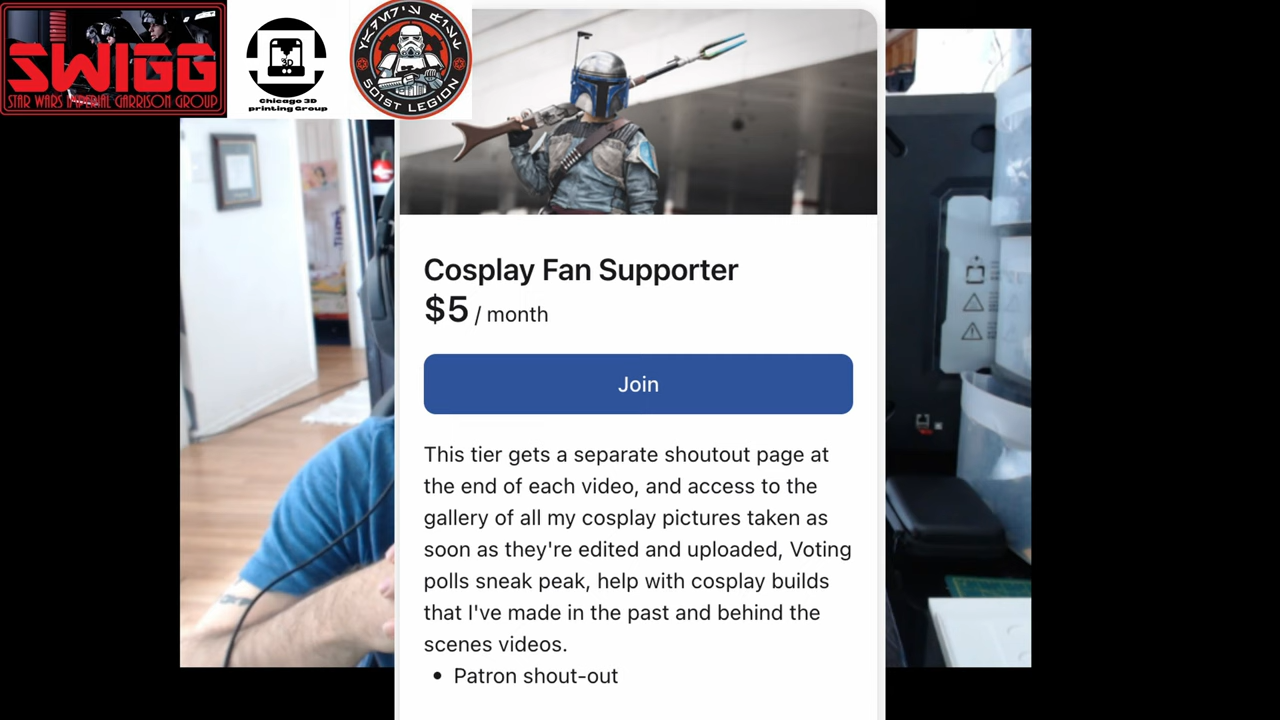 SWIGG
STAR WARS IMPERIAL GARRISON GROUP
3D
Chicago 3D
printing Group
501ST LEGION
Cosplay Fan Supporter
$5 / month
Join
This tier gets a separate shoutout page at
the end of each video, and access to the
gallery of all my cosplay pictures taken as
soon as they're edited and uploaded, Voting
polls sneak peak, help with cosplay builds
that I've made in the past and behind the
scenes videos.
• Patron shout-out